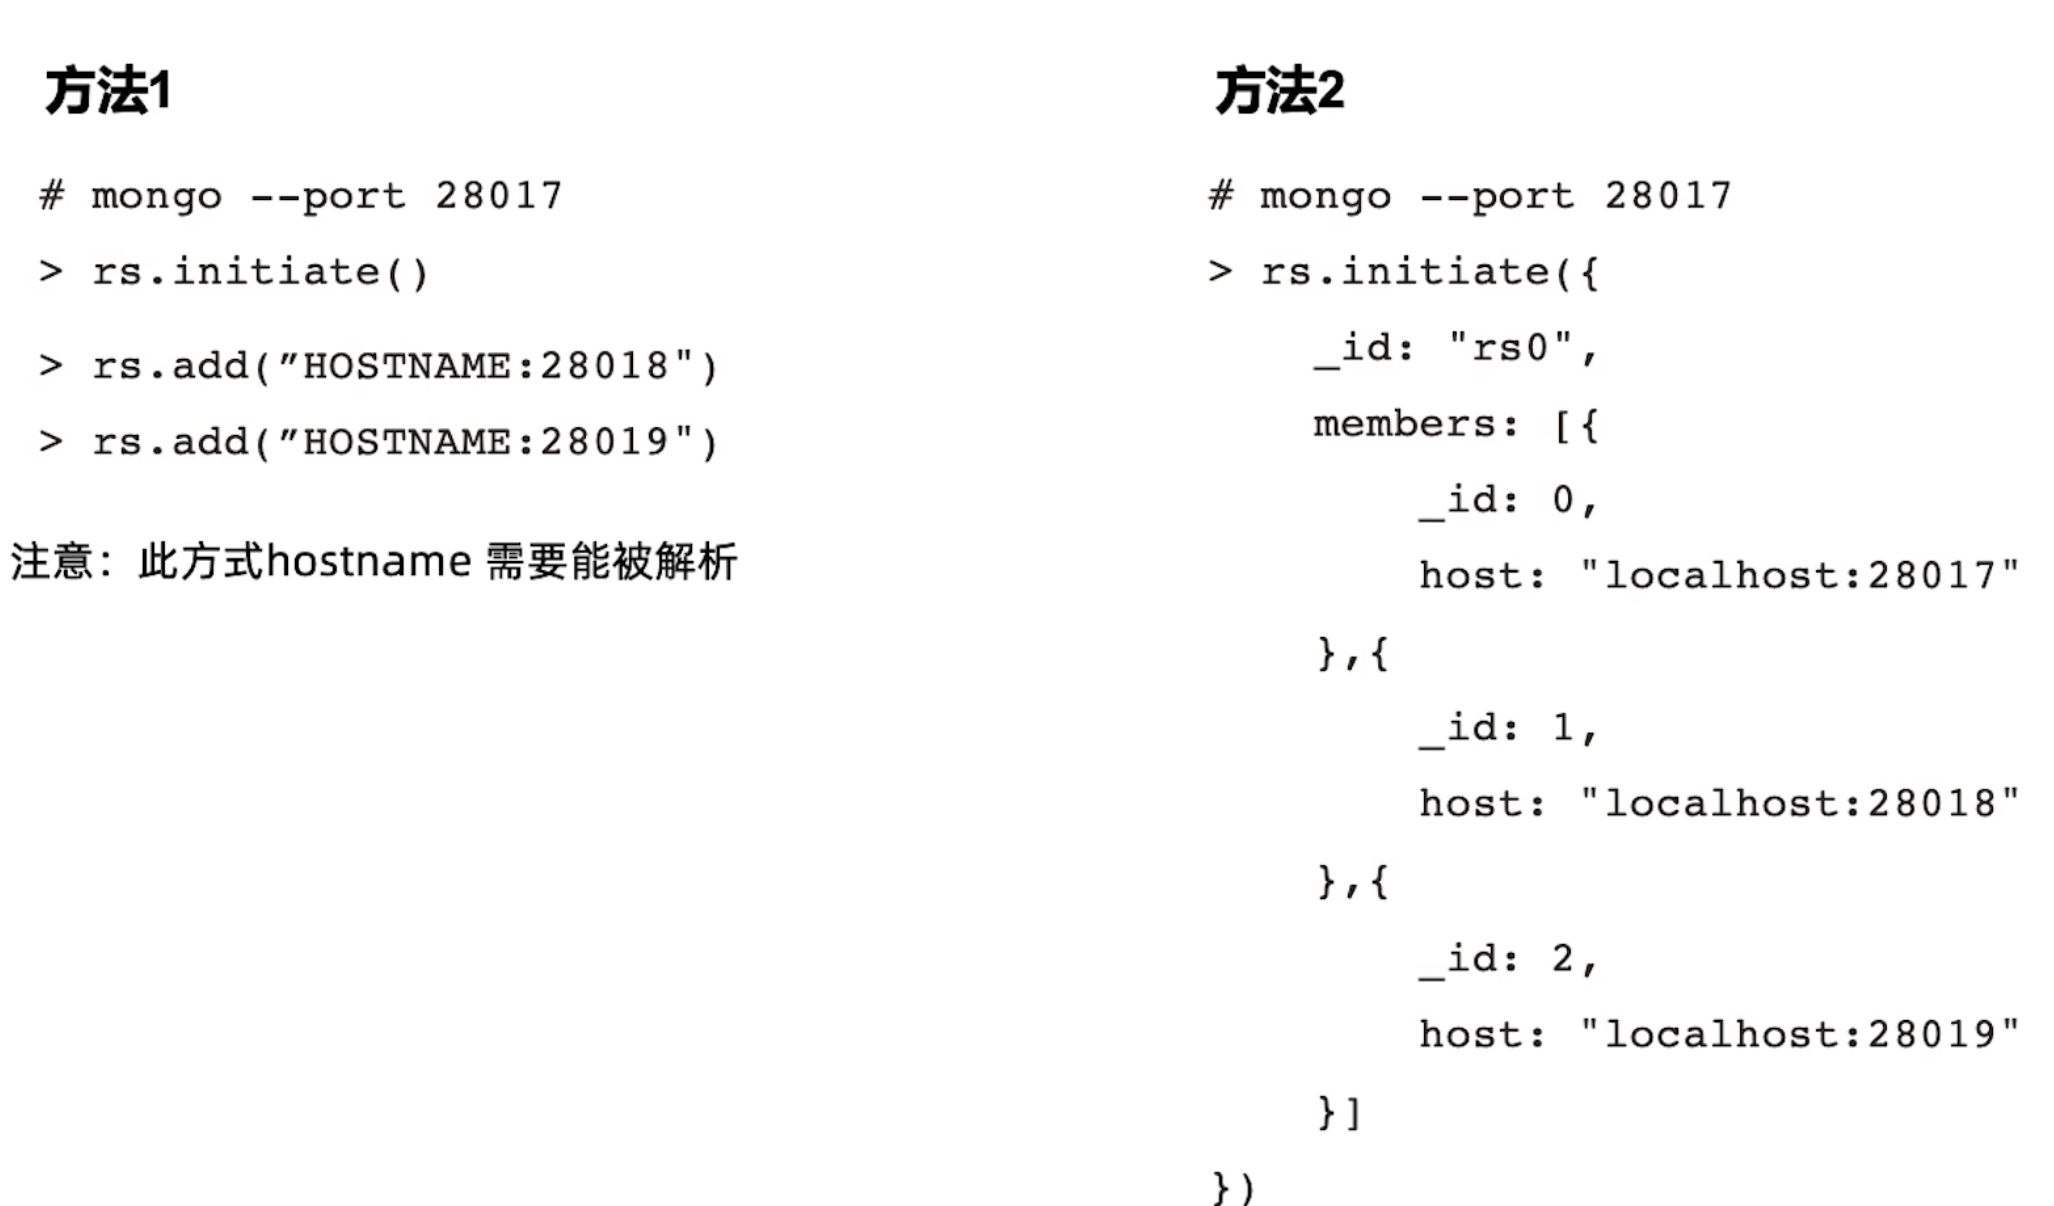 方法1
# mongo --port 28017
> rs.initiate()
> rs.add(”HOSTNAME:28018")
> rs.add(”HOSTNAME:28019")
注意：此方式hostname 需要能被解析
方法2
# mongo --port 28017
> rs.initiate({
    _id: "rs0",
    members: [{
        _id: 0,
        host: "localhost:28017"
    },{
        _id: 1,
        host: "localhost:28018"
    },{
        _id: 2,
        host: "localhost:28019"
    }]
})